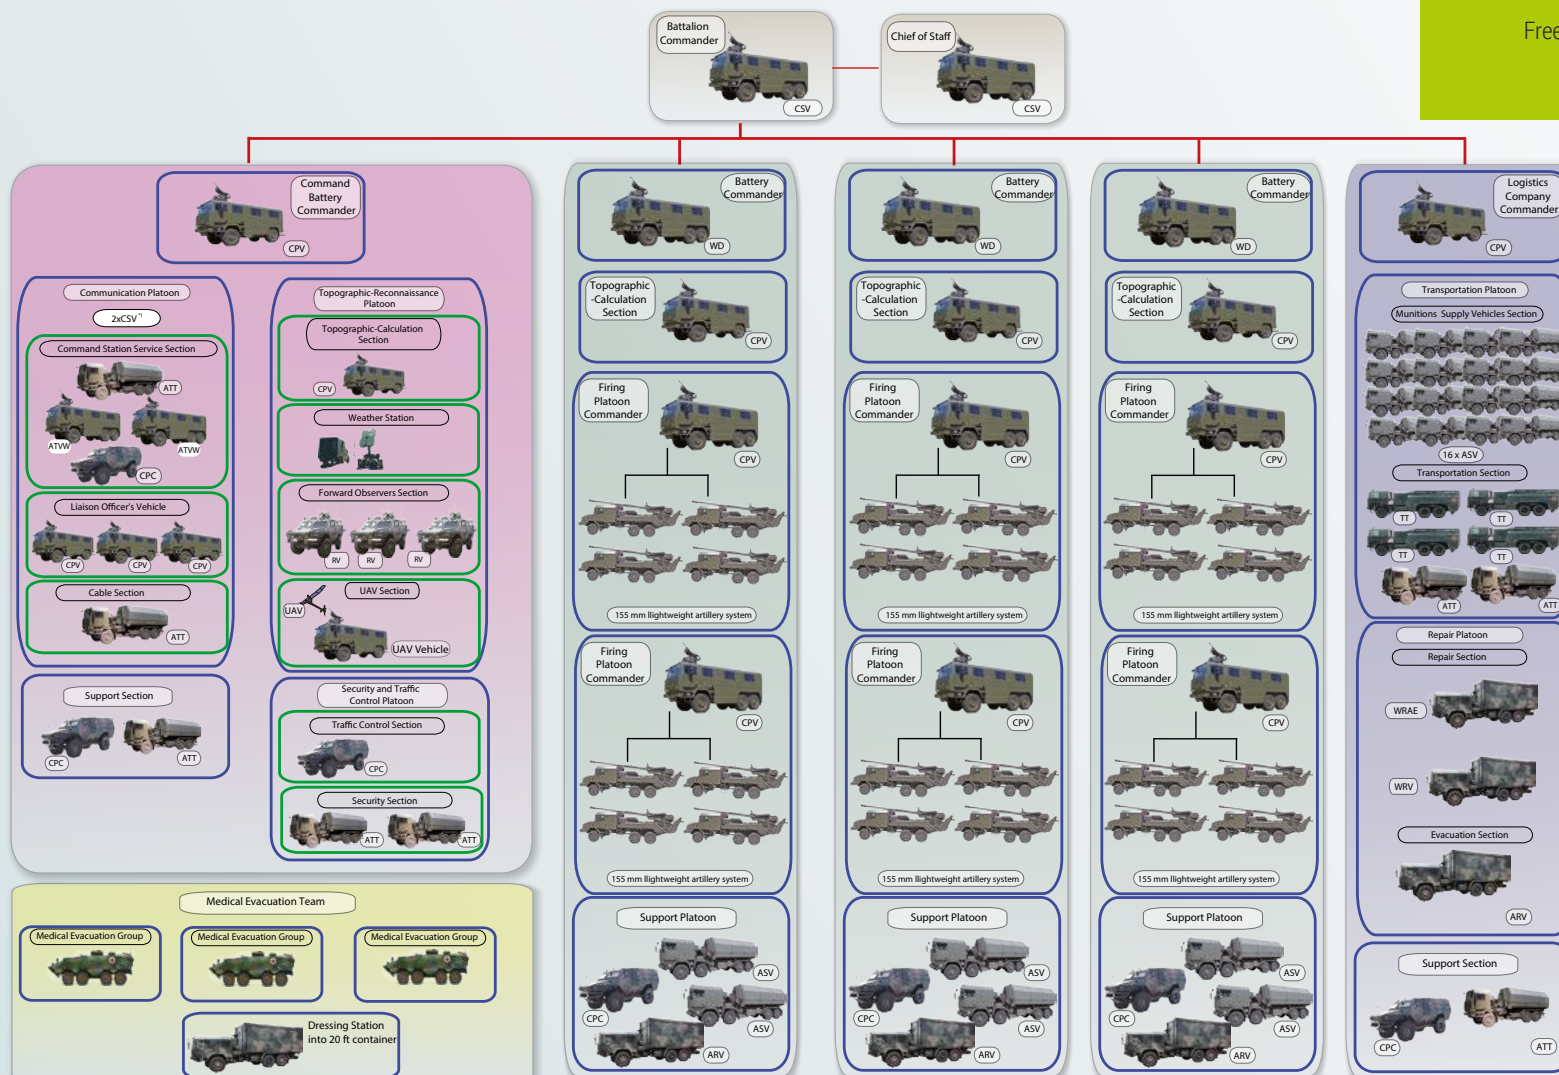 Battalion
Commander
CSV
Chief of Staff
CSV
Free
Command
Battery
Commander
CPV
Communication Platoon
2xCSV*)
Command Station Service Section
ATT
ATVW
ATVW
CPC
Liaison Officer's Vehicle
CPV
CPV
CPV
Cable Section
ATT
Support Section
CPC
ATT
Topographic-Reconnaissance
Platoon
Topographic-Calculation
Section
CPV
Weather Station
Forward Observers Section
RV
RV
RV
UAV Section
UAV
UAV Vehicle
Security and Traffic
Control Platoon
Traffic Control Section
CPC
Security Section
ATT
ATT
Medical Evacuation Team
Medical Evacuation Group
Medical Evacuation Group
Medical Evacuation Group
Dressing Station
into 20 ft container
Battery
Commander
WD
Topographic
-Calculation
Section
CPV
Firing
Platoon
Commander
CPV
155 mm llightweight artillery system
Firing
Platoon
Commander
CPV
155 mm llightweight artillery system
Support Platoon
ASV
CPC
ASV
ARV
Battery
Commander
WD
Topographic
-Calculation
Section
CPV
Firing
Platoon
Commander
CPV
155 mm llightweight artillery system
Firing
Platoon
Commander
CPV
155 mm llightweight artillery system
Support Platoon
ASV
CPC
ASV
ARV
Battery
Commander
WD
Topographic
-Calculation
Section
CPV
Firing
Platoon
Commander
CPV
155 mm llightweight artillery system
Firing
Platoon
Commander
CPV
155 mm llightweight artillery system
Support Platoon
ASV
CPC
ASV
ARV
Logistics
Company
Commander
CPV
Transportation Platoon
Munitions Supply Vehicles Section
16 x ASV
Transportation Section
TT
TT
TT
TT
ATT
ATT
Repair Platoon
Repair Section
WRAE
WRV
Evacuation Section
ARV
Support Section
CPC
ATT